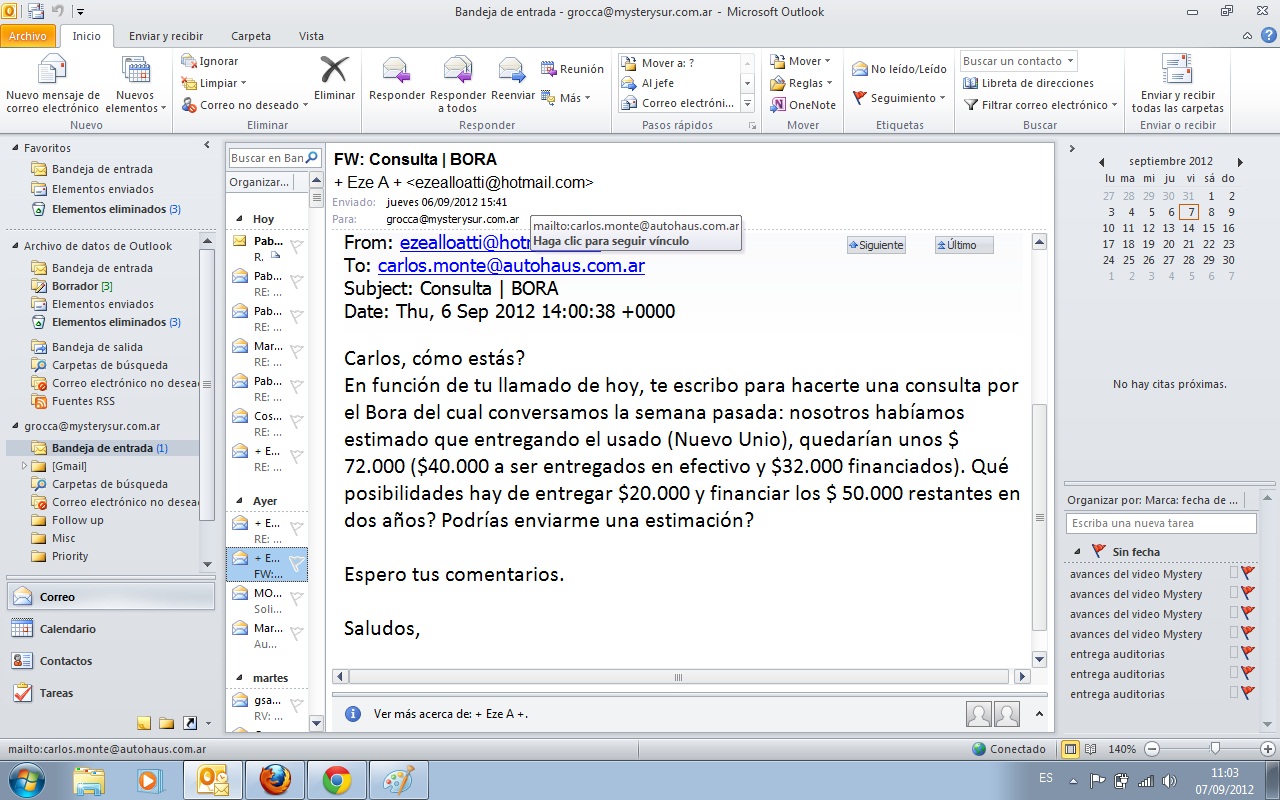 Bandeja de entrada - grocca@mysterysur.com.ar - Microsoft Outlook
Archivo Inicio Enviar y recibir Carpeta Vista
Nuevo mensaje de correo electrónico
Nuevos elementos
Nuevo
Ignorar
Limpiar
Correo no deseado
Eliminar
Eliminar
Responder
Responder a todos
Reenviar
Reunión
Más
Responder
Mover a: ?
Al jefe
Correo electróni...
Pasos rápidos
Mover
Reglas
OneNote
Mover
No leído/Leído
Seguimiento
Etiquetas
Buscar un contacto
Libreta de direcciones
Filtrar correo electrónico
Buscar
Enviar y recibir todas las carpetas
Enviar o recibir
Favoritos
Bandeja de entrada
Elementos enviados
Elementos eliminados (3)
Archivo de datos de Outlook
Bandeja de entrada
Borrador [3]
Elementos enviados
Elementos eliminados (3)
Bandeja de salida
Carpetas de búsqueda
Correo electrónico no desea
Fuentes RSS
grocca@mysterysur.com.ar
Bandeja de entrada (1)
[Gmail]
Carpetas de búsqueda
Correo electrónico no desea
Follow up
Misc
Priority
Correo
Calendario
Contactos
Tareas
Buscar en Ban
Organizar...
Hoy
Pab...
R.
Pab...
RE: ...
Pab...
RE: ...
Mar...
RE: ...
Pab...
RE: ...
Cos...
RE: ...
+ E...
RE: ...
Ayer
+ E...
RE: ...
+ E...
FW:...
MO...
Soli...
Mar...
Au...
martes
gsa...
RV: ...
FW: Consulta | BORA
+ Eze A + <ezealloatti@hotmail.com>
Enviado: jueves 06/09/2012 15:41
Para: grocca@mysterysur.com.ar
mailto:carlos.monte@autohaus.com.ar
Haga clic para seguir vínculo
Siguiente
Último
From: ezealloatti@hotm
To: carlos.monte@autohaus.com.ar
Subject: Consulta | BORA
Date: Thu, 6 Sep 2012 14:00:38 +0000
Carlos, cómo estás?
En función de tu llamado de hoy, te escribo para hacerte una consulta por
el Bora del cual conversamos la semana pasada: nosotros habíamos
estimado que entregando el usado (Nuevo Unio), quedarían unos $
72.000 ($40.000 a ser entregados en efectivo y $32.000 financiados). Qué
posibilidades hay de entregar $20.000 y financiar los $ 50.000 restantes en
dos años? Podrías enviarme una estimación?
Espero tus comentarios.
Saludos,
Ver más acerca de: + Eze A +.
septiembre 2012
lu ma mi ju vi sá do
27 28 29 30 31 1 2
3 4 5 6 7 8 9
10 11 12 13 14 15 16
17 18 19 20 21 22 23
24 25 26 27 28 29 30
1 2 3 4 5 6 7
No hay citas próximas.
Organizar por: Marca: fecha de ...
Escriba una nueva tarea
Sin fecha
avances del video Mystery
avances del video Mystery
avances del video Mystery
avances del video Mystery
entrega auditorias
entrega auditorias
entrega auditorias
mailto:carlos.monte@autohaus.com.ar
Conectado
140%
ES
11:03
07/09/2012